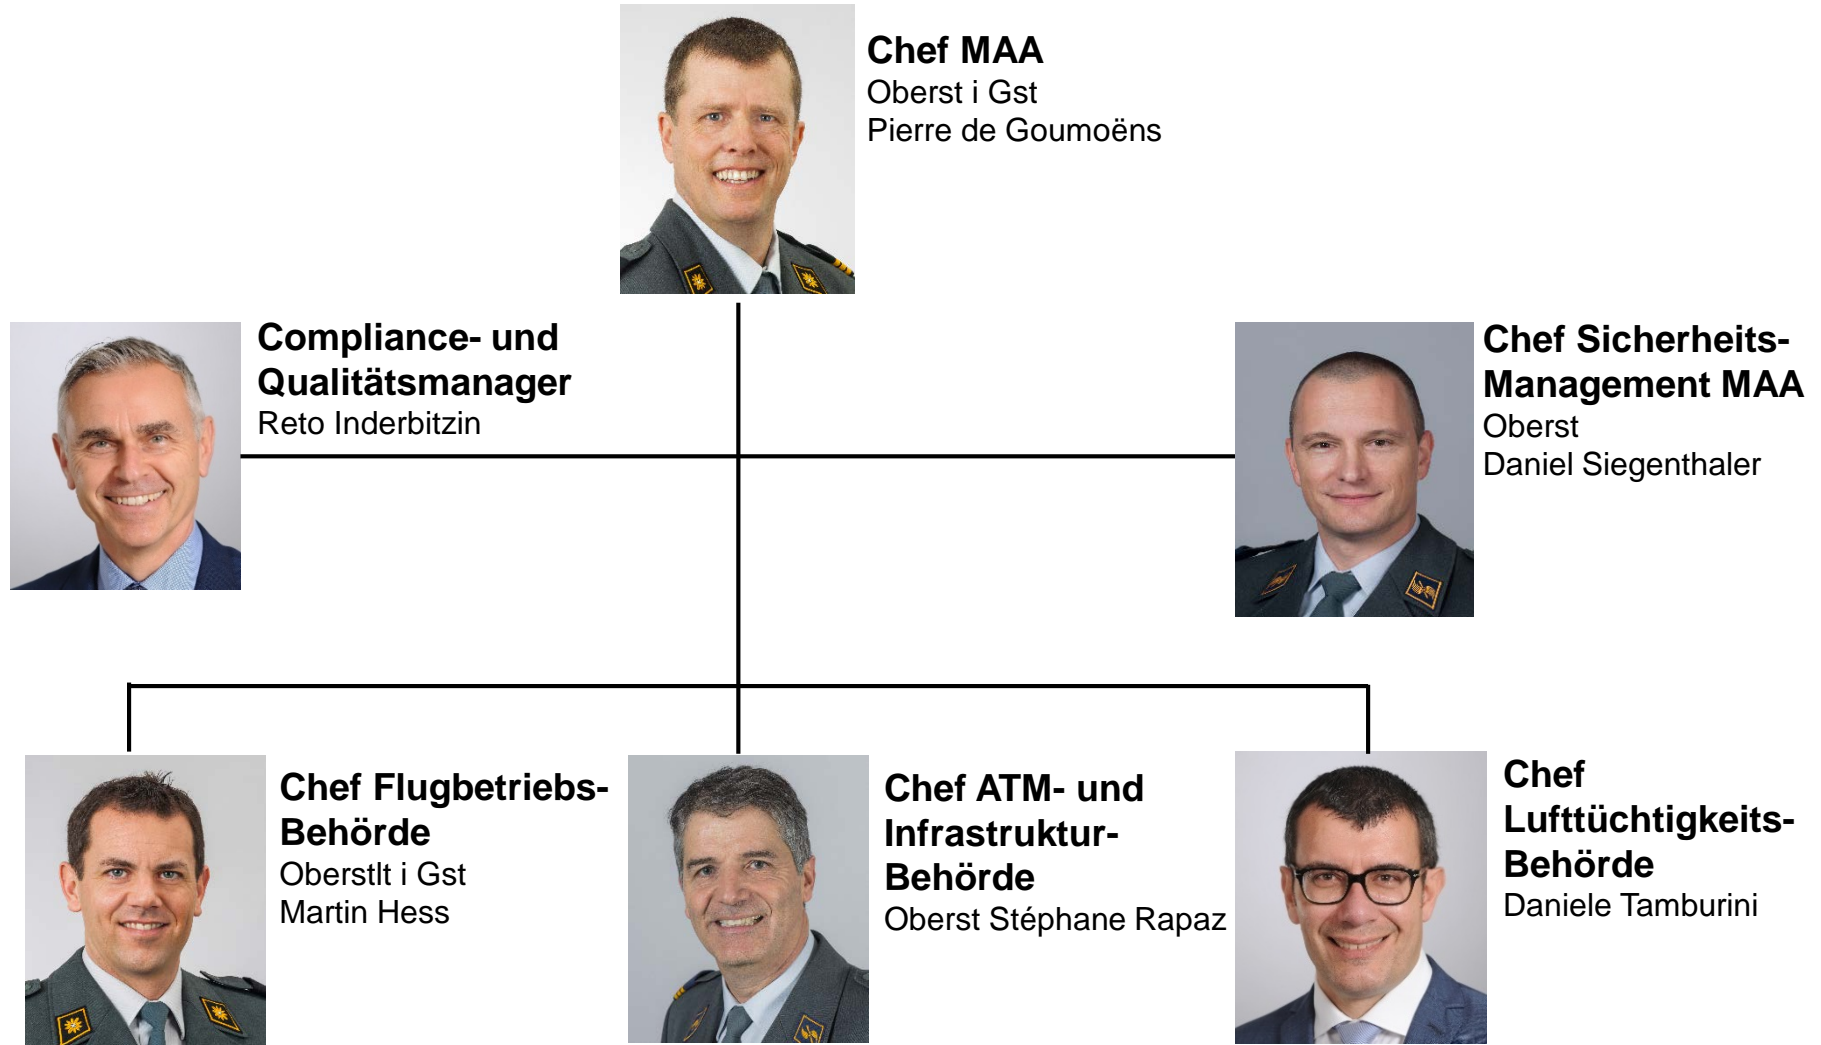 Chef MAA
Oberst i Gst
Pierre de Goumoëns
Compliance- und
Qualitätsmanager
Reto Inderbitzin
Chef Sicherheits-
Management MAA
Oberst
Daniel Siegenthaler
Chef Flugbetriebs-
Behörde
Oberstlt i Gst
Martin Hess
Chef ATM- und
Infrastruktur-
Behörde
Oberst Stéphane Rapaz
Chef
Lufttüchtigkeits-
Behörde
Daniele Tamburini